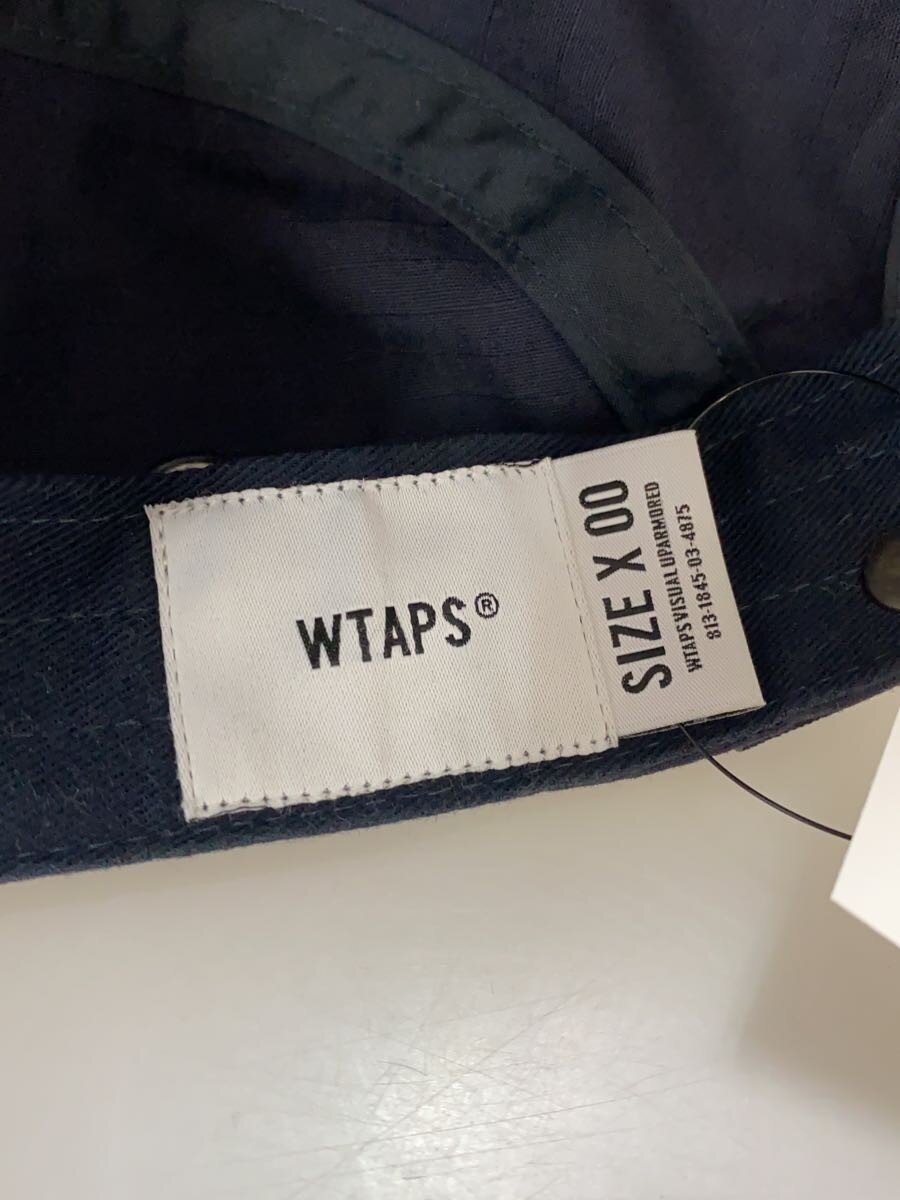 WTAPS®
SIZE X 00
WTAPS VISUAL UPARMORED
813-1845-03-4875